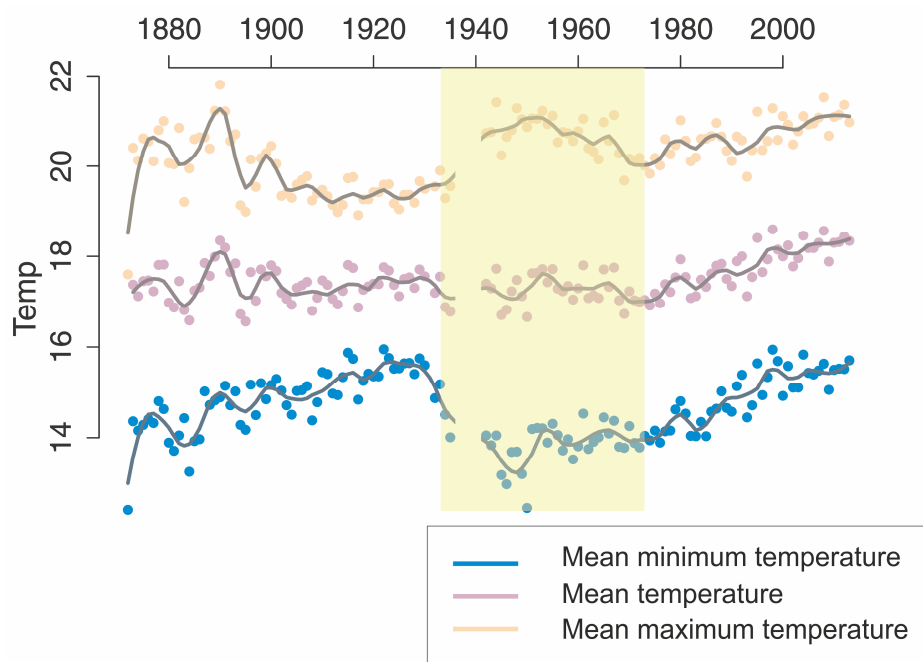 1880 1900 1920 1940 1960 1980 2000
22
20
18
16
14
Temp
Mean minimum temperature
Mean temperature
Mean maximum temperature